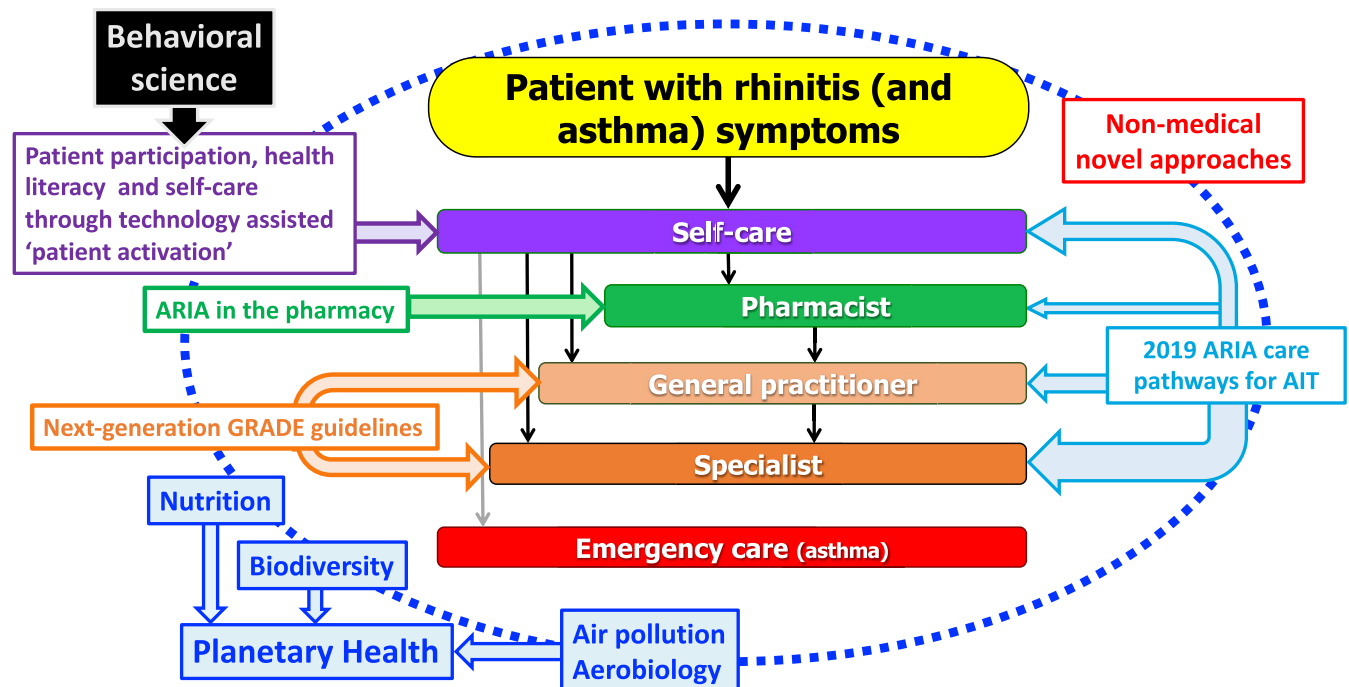 Behavioral
science
Patient with rhinitis (and
asthma) symptoms
Non-medical
novel approaches
Patient participation, health
literacy and self-care
through technology assisted
‘patient activation’
Self-care
ARIA in the pharmacy
Pharmacist
2019 ARIA care
pathways for AIT
General practitioner
Next-generation GRADE guidelines
Specialist
Nutrition
Emergency care (asthma)
Biodiversity
Planetary Health
Air pollution
Aerobiology